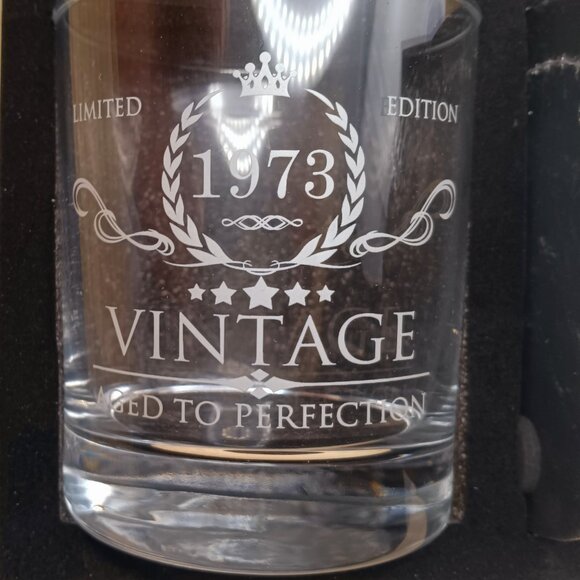 LIMITED EDITION
1973
VINTAGE
AGED TO PERFECTION